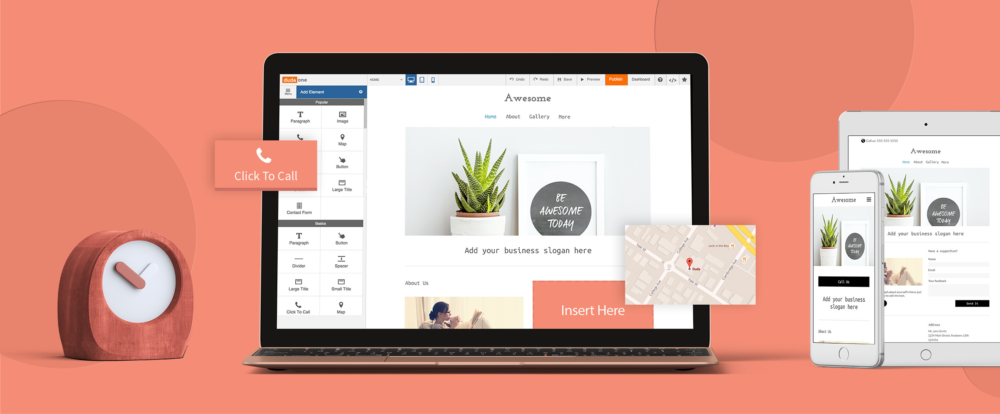 duda one
HOME
Undo
Redo
Save
Preview
Publish
Dashboard
?
</>
Menu
Add Element
?
Popular
Paragraph
Image
Map
Button
Large Title
Contact Form
Basics
Paragraph
Button
Divider
Spacer
Large Title
Small Title
Click To Call
Map
Click To Call
Awesome
Home About Gallery More
BE
AWESOME
TODAY
Add your business slogan here
About Us
Insert Here
Yale St
College Ave
Jack in the Box
Duda
Cambridge Ave
College Ave
Yale St
Call us: 555-555-5555
Awesome
Home About Gallery More
BE
AWESOME
TODAY
Add your business slogan here
Have a suggestion?
Name
Email
Your feedback
aph about yourself in here, just
to edit the text.
Send It
Address
Mr. John Smith
1234 Main Street, Anytown, USA
123456
Awesome
BE
AWESOME
TODAY
Call Us
Add your business
slogan here
About Us